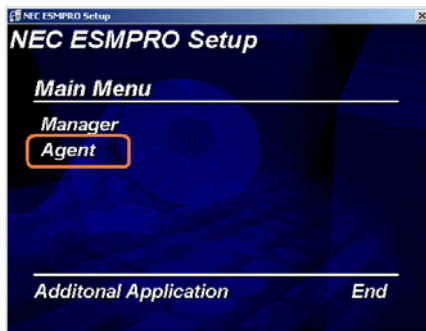 NEC ESMPRO Setup
NEC ESMPRO Setup
Main Menu
Manager
Agent
Additonal Application End